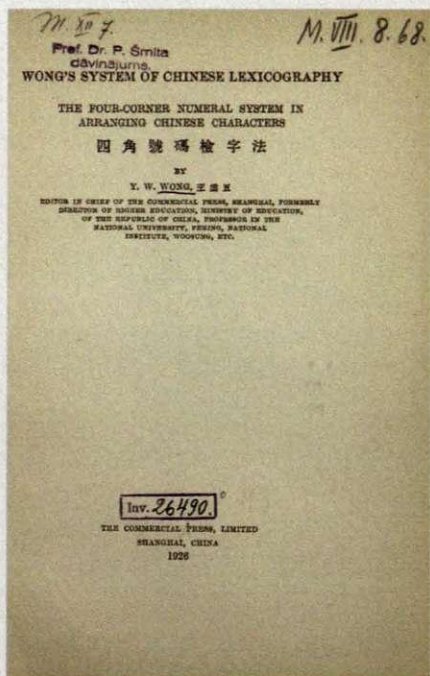 M. XII 7.
M. VIII. 8. 68.
Prof. Dr. P. Šmita
dāvinajums.
WONG'S SYSTEM OF CHINESE LEXICOGRAPHY
THE FOUR-CORNER NUMERAL SYSTEM IN
ARRANGING CHINESE CHARACTERS
四角號碼檢字法
BY
Y. W. WONG, 王雲五
EDITOR IN CHIEF OF THE COMMERCIAL PRESS, SHANGHAI, FORMERLY
DIRECTOR OF HIGHER EDUCATION, MINISTRY OF EDUCATION,
OF THE REPUBLIC OF CHINA, PROFESSOR IN THE
NATIONAL UNIVERSITY, PEKING, NATIONAL
INSTITUTE, WOOSUNG, ETC.
Inv. 26490.
THE COMMERCIAL PRESS, LIMITED
SHANGHAI, CHINA
1926